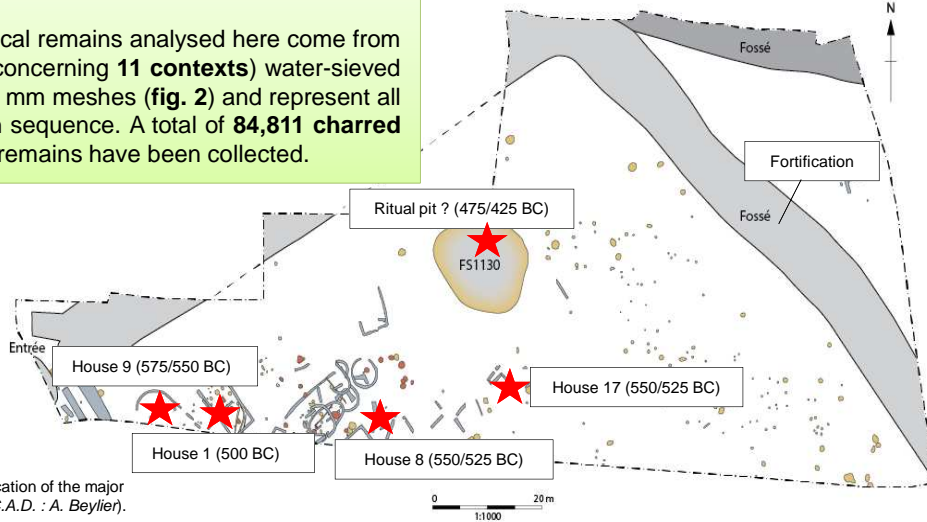 cal remains analysed here come from
concerning 11 contexts) water-sieved
mm meshes (fig. 2) and represent all
sequence. A total of 84,811 charred
remains have been collected.
N
Fossé
Fortification
Ritual pit ? (475/425 BC)
Fossé
FS1130
Entrée
House 9 (575/550 BC)
House 17 (550/525 BC)
House 1 (500 BC)
House 8 (550/525 BC)
cation of the major
.A.D. : A. Beylier).
0 20 m
1:1000